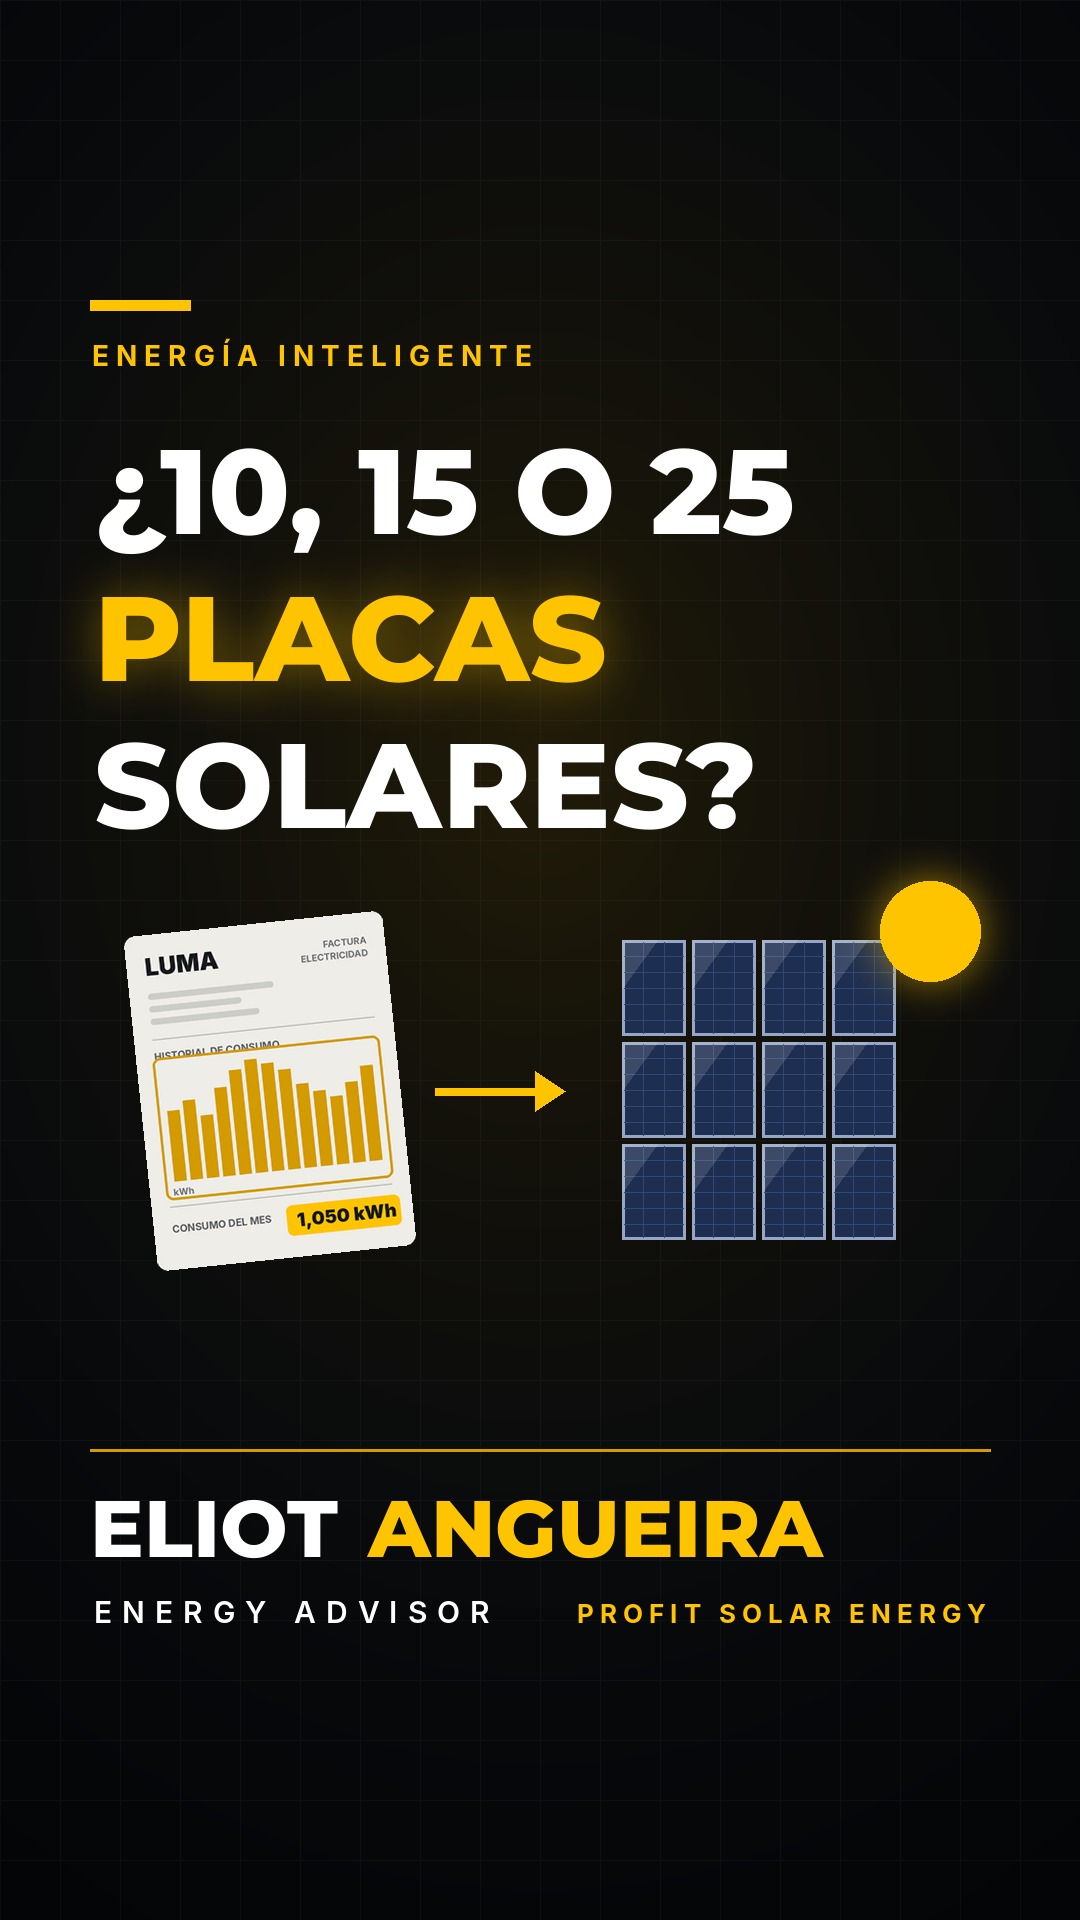 ENERGÍA INTELIGENTE
¿10, 15 O 25
PLACAS
SOLARES?
LUMA
FACTURA
ELECTRICIDAD
HISTORIAL DE CONSUMO
kWh
CONSUMO DEL MES
1,050 kWh
ELIOT ANGUEIRA
ENERGY ADVISOR
PROFIT SOLAR ENERGY